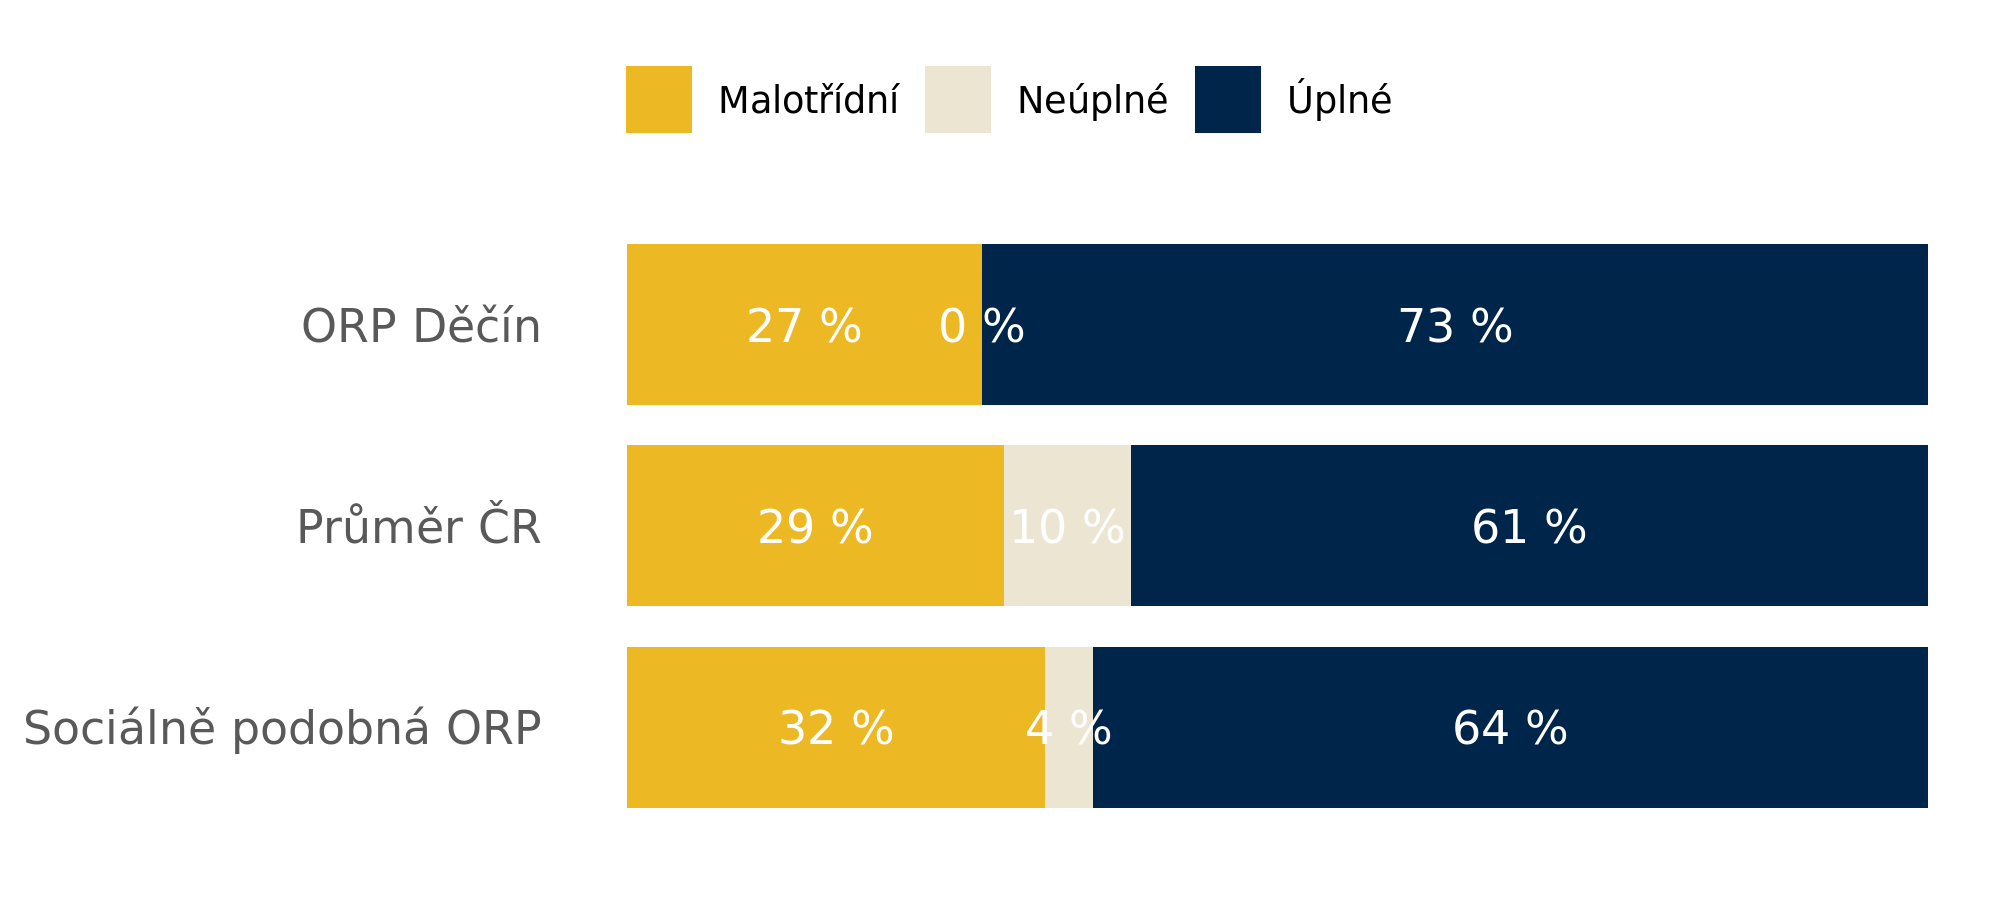 Malotřídní Neúplné Úplné
ORP Děčín 27 % 0 % 73 %
Průměr ČR 29 % 10 % 61 %
Sociálně podobná ORP 32 % 4 % 64 %